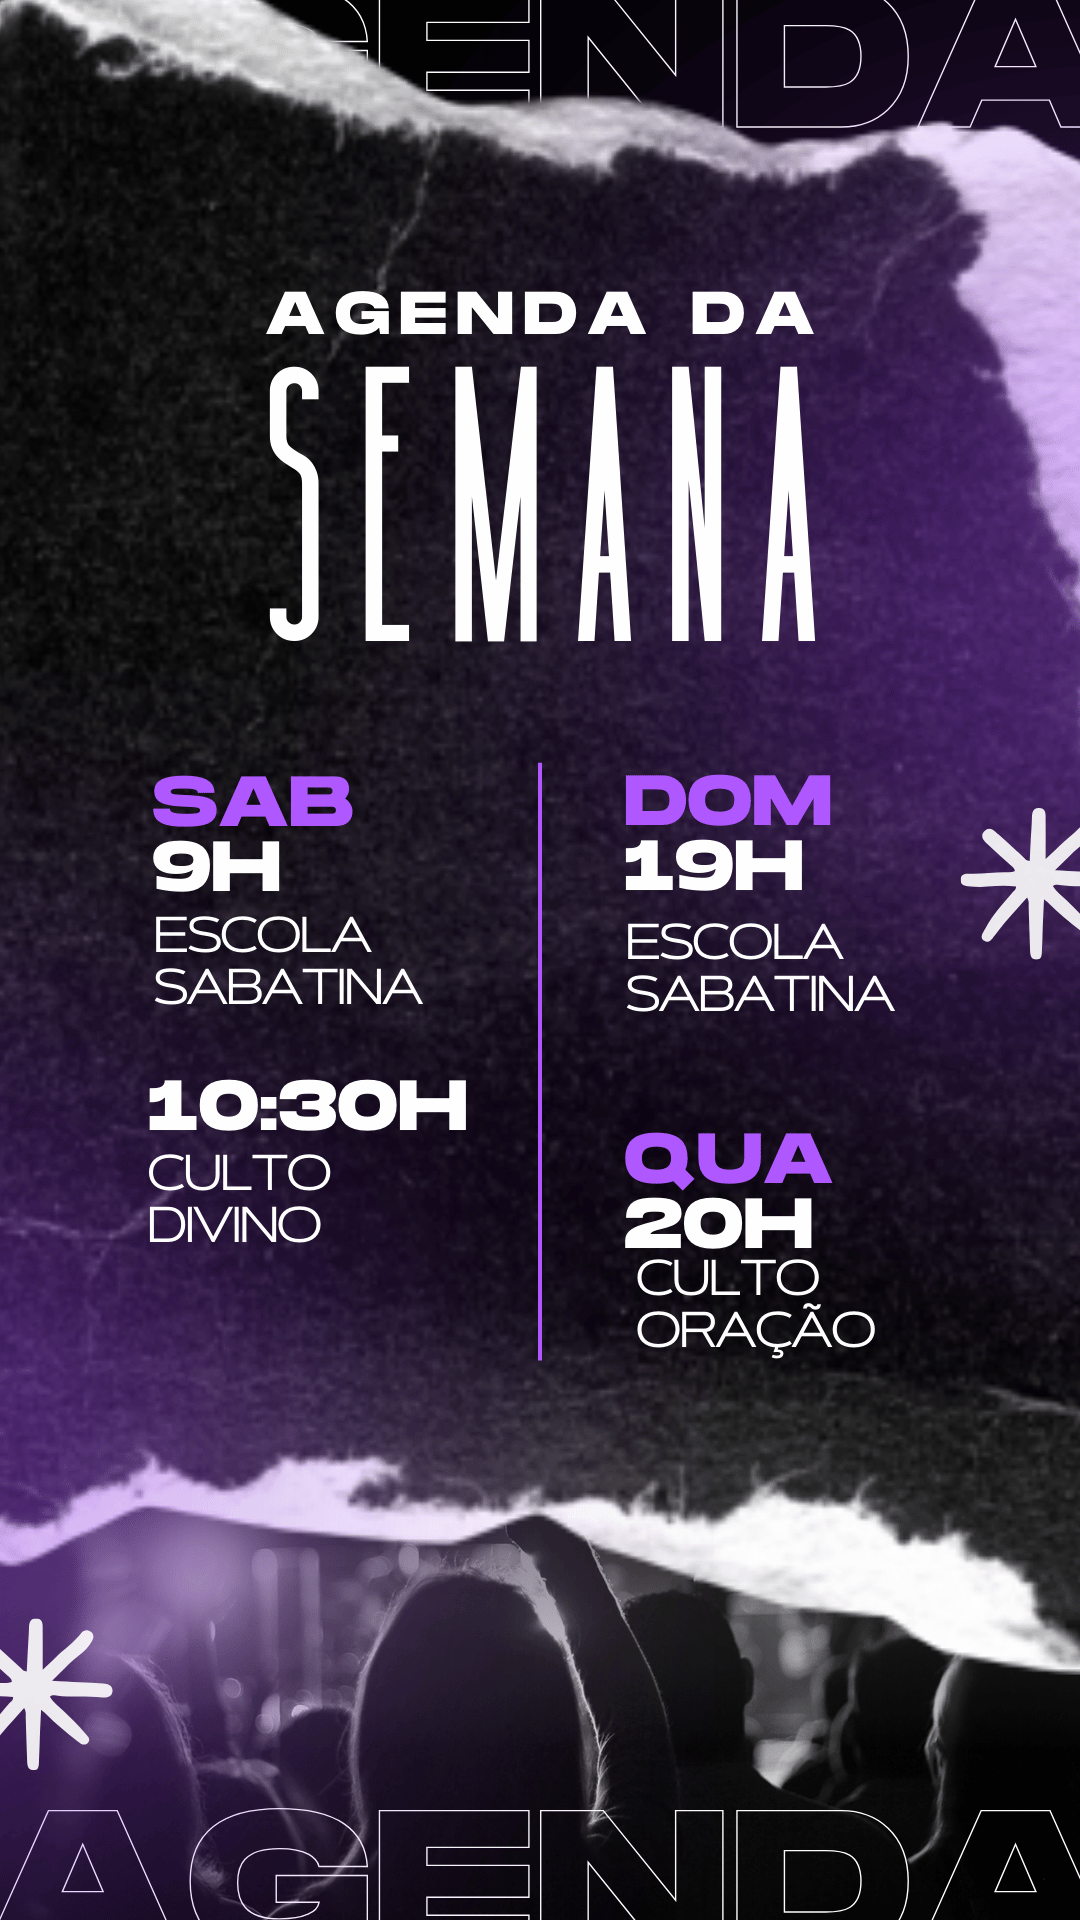 AGENDA
AGENDA DA
SEMANA
SAB
9H
ESCOLA
SABATINA
10:30H
CULTO
DIVINO
DOM
19H
ESCOLA
SABATINA
QUA
20H
CULTO
ORAÇÃO
AGENDA